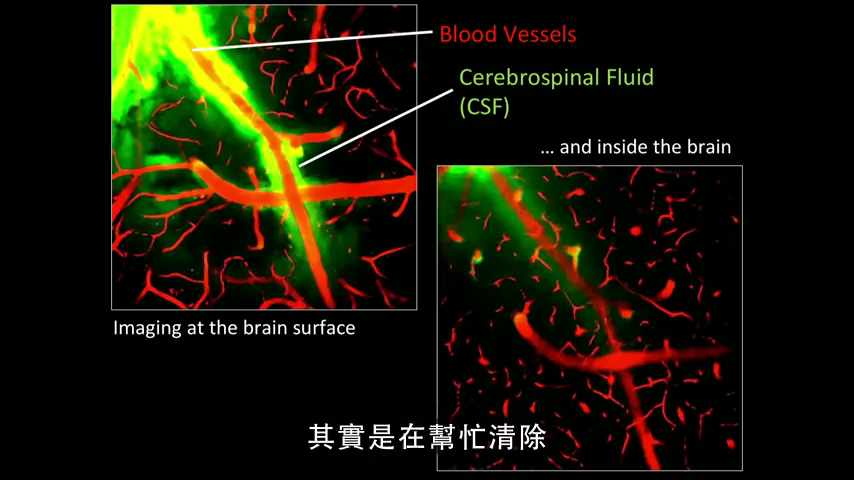 Blood Vessels
Cerebrospinal Fluid
(CSF)
... and inside the brain
Imaging at the brain surface
其實是在幫忙清除